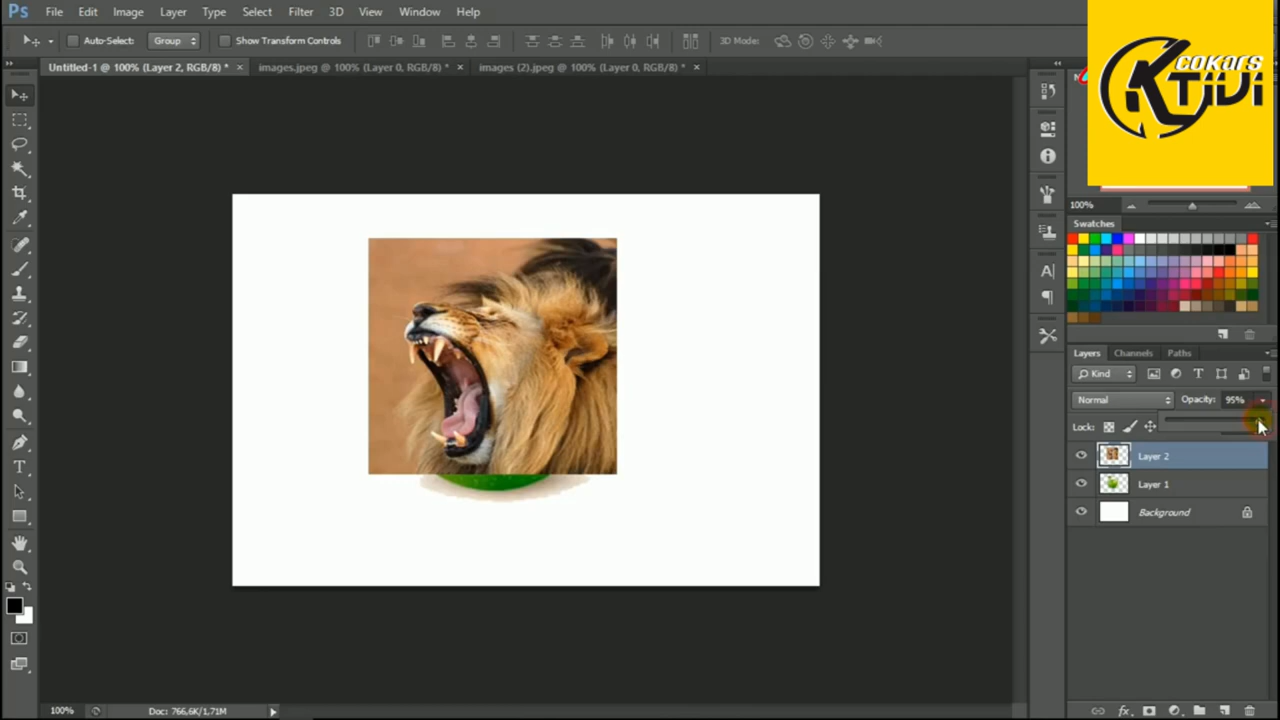 Ps File Edit Image Layer Type Select Filter 3D View Window Help
Auto-Select: Group Show Transform Controls 3D Mode:
Untitled-1 @ 100% (Layer 2, RGB/8) * × images.jpeg @ 100% (Layer 0, RGB/8) * × images (2).jpeg @ 100% (Layer 0, RGB/8) * ×
COKARS
KTIVI
100%
Swatches
Layers Channels Paths
Kind
Normal Opacity: 95%
Lock:
Layer 2
Layer 1
Background
100% Doc: 766,6K/1,71M